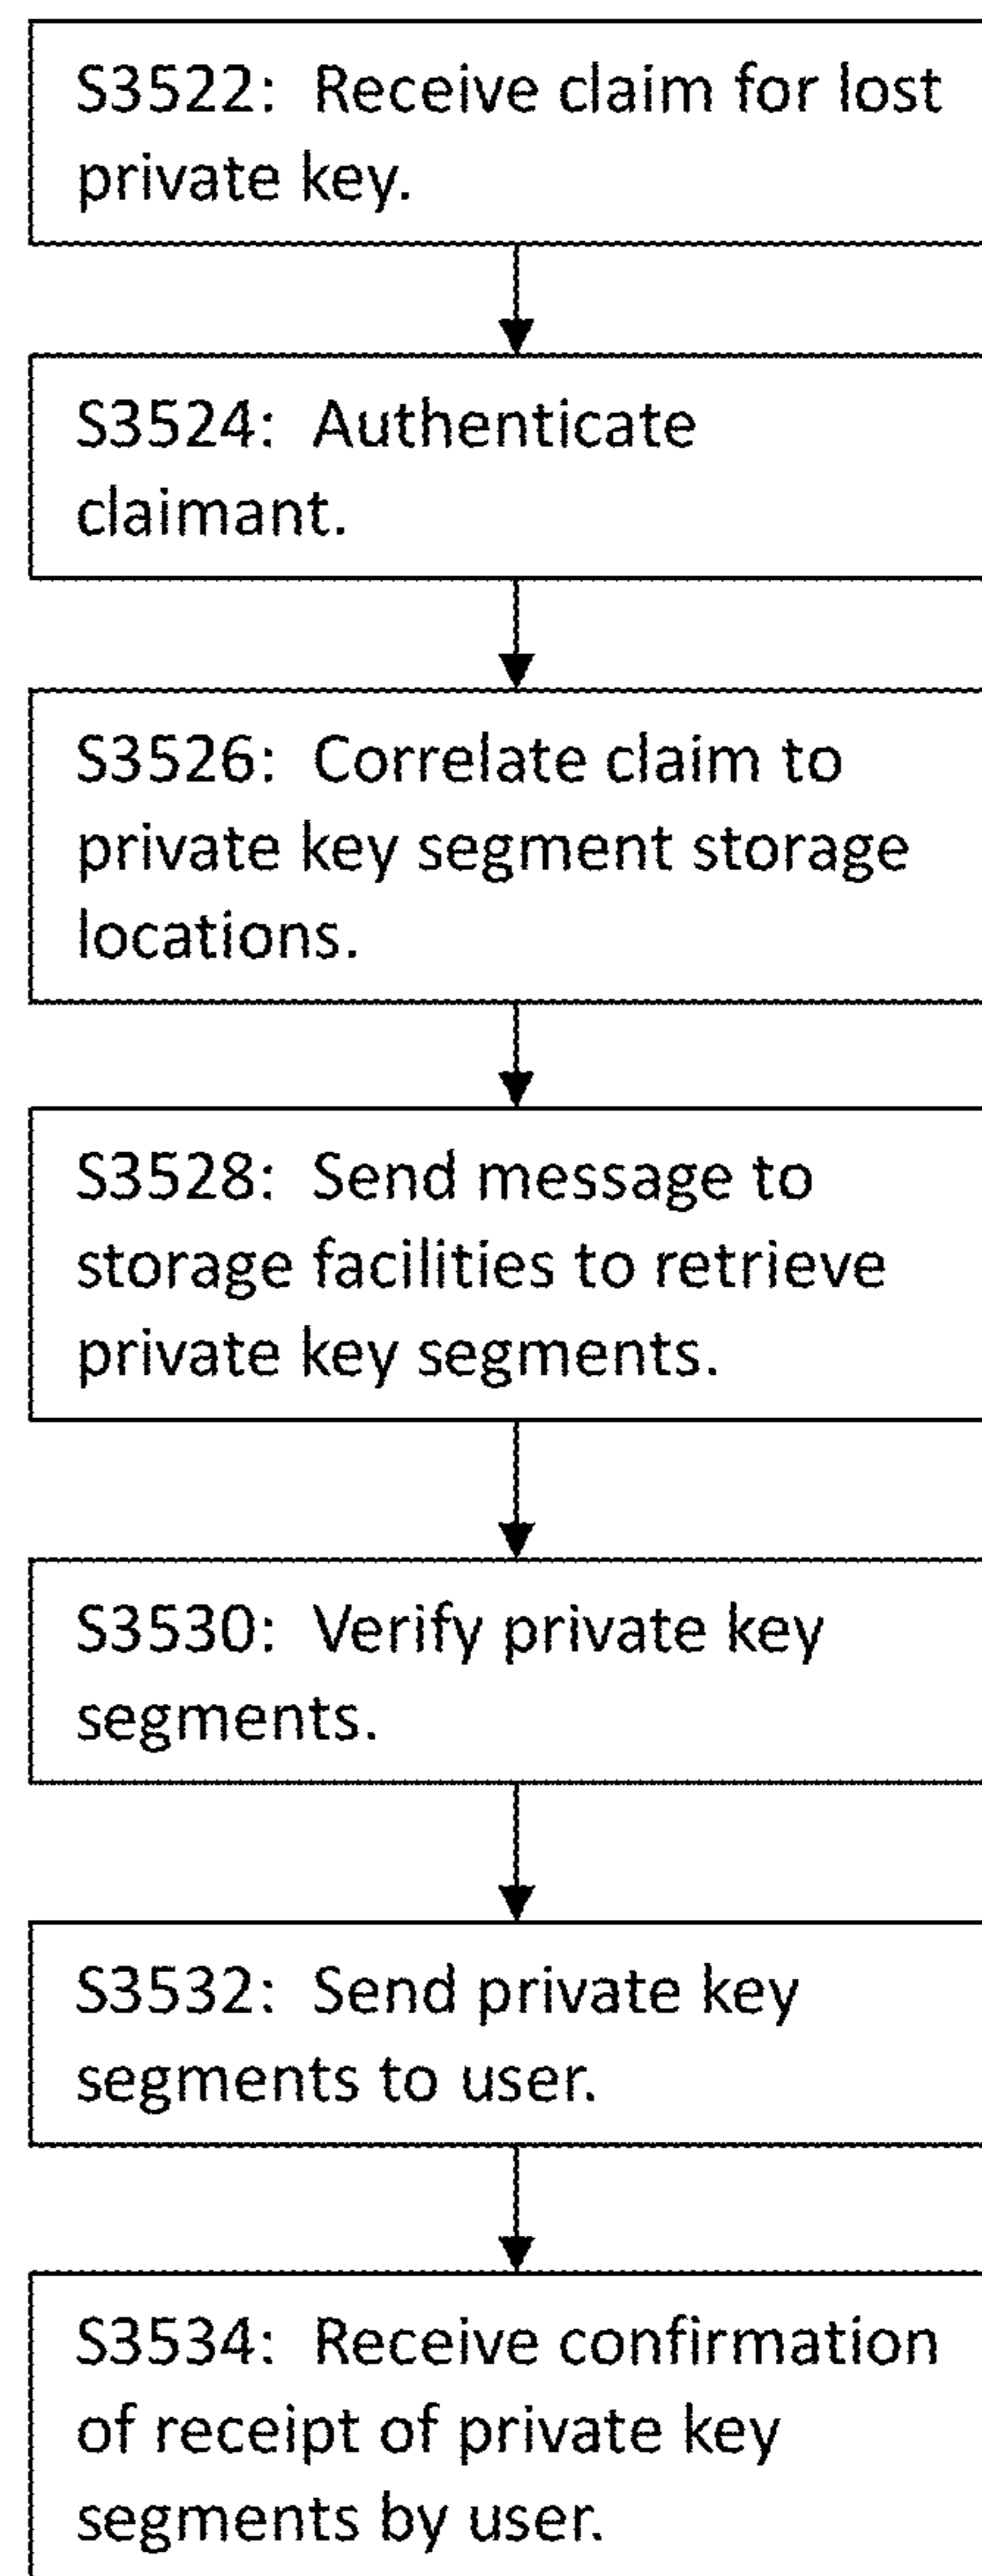 S3522: Receive claim for lost
private key.
S3524: Authenticate
claimant.
S3526: Correlate claim to
private key segment storage
locations.
S3528: Send message to
storage facilities to retrieve
private key segments.
S3530: Verify private key
segments.
S3532: Send private key
segments to user.
S3534: Receive confirmation
of receipt of private key
segments by user.